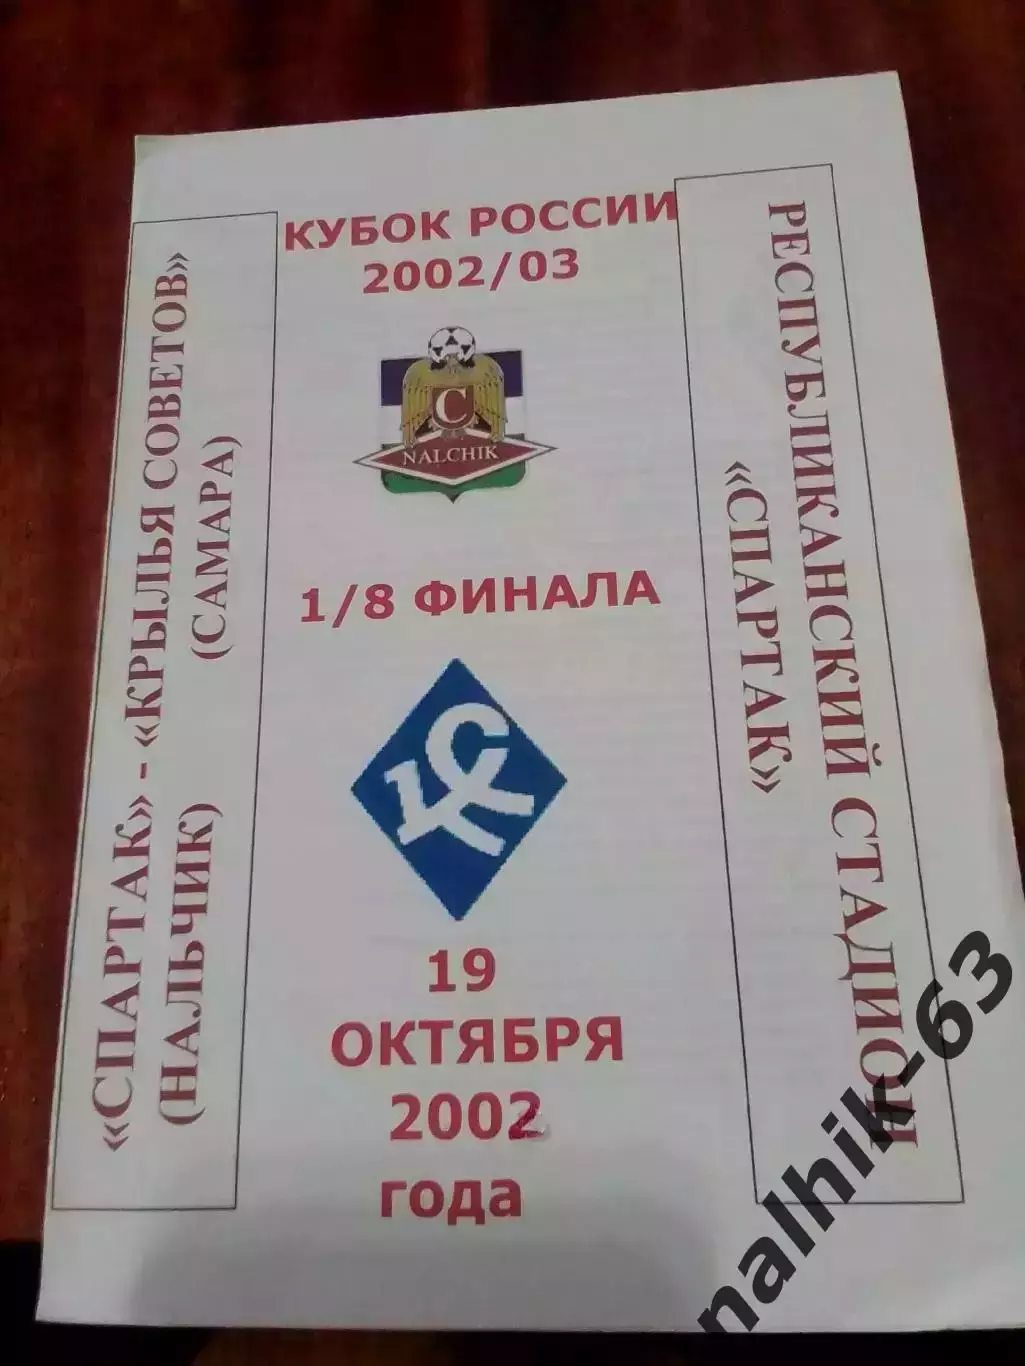 КУБОК РОССИИ
2002/03
«СПАРТАК» - «КРЫЛЬЯ СОВЕТОВ»
(НАЛЬЧИК) (САМАРА)
С
NALCHIK
1/8 ФИНАЛА
КС
19
ОКТЯБРЯ
2002
года
РЕСПУБЛИКАНСКИЙ СТАДИОН
«СПАРТАК»
nalhik-63